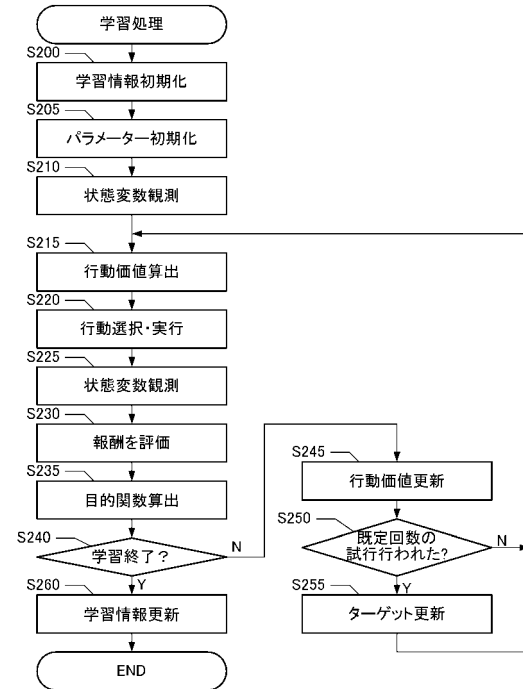 学習処理
S200
学習情報初期化
S205
パラメーター初期化
S210
状態変数観測
S215
行動価値算出
S220
行動選択・実行
S225
状態変数観測
S230
報酬を評価
S235
目的関数算出
S240
学習終了?
N
Y
S260
学習情報更新
END
S245
行動価値更新
S250
既定回数の
試行行われた?
N
Y
S255
ターゲット更新